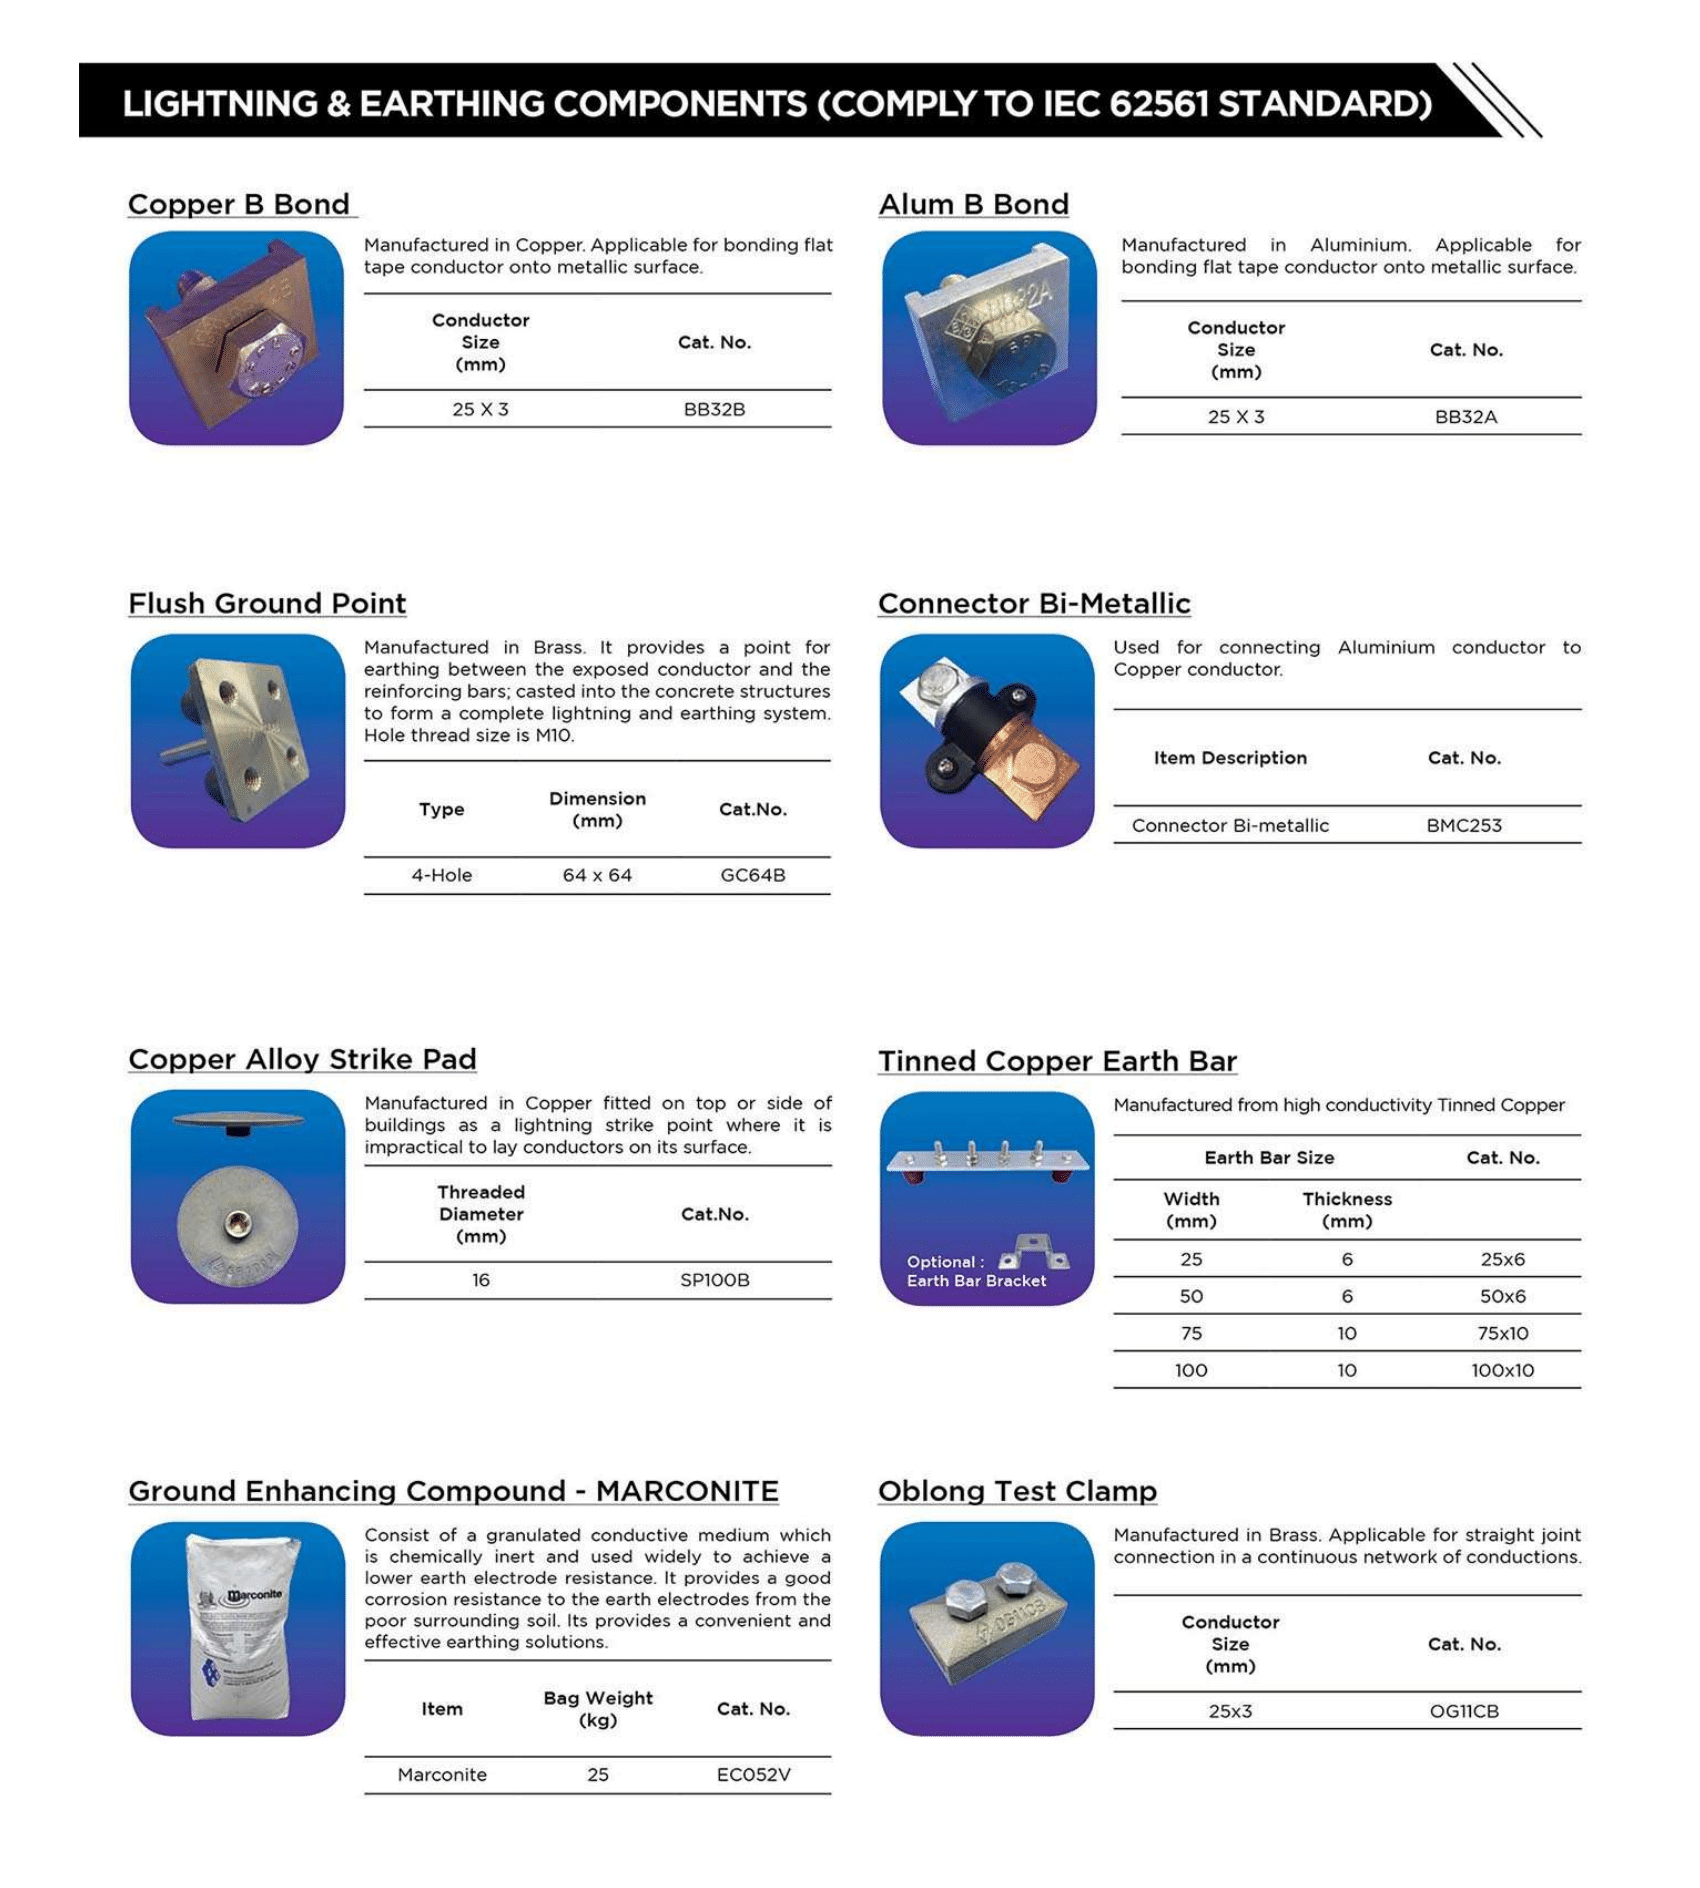 LIGHTNING & EARTHING COMPONENTS (COMPLY TO IEC 62561 STANDARD)
Copper B Bond
Manufactured in Copper. Applicable for bonding flat
tape conductor onto metallic surface.
Conductor
Size
(mm)
Cat. No.
25 X 3
BB32B
Alum B Bond
Manufactured in Aluminium. Applicable for
bonding flat tape conductor onto metallic surface.
Conductor
Size
(mm)
Cat. No.
25 X 3
BB32A
Flush Ground Point
Manufactured in Brass. It provides a point for
earthing between the exposed conductor and the
reinforcing bars; casted into the concrete structures
to form a complete lightning and earthing system.
Hole thread size is M10.
Type
Dimension
(mm)
Cat.No.
4-Hole
64 x 64
GC64B
Connector Bi-Metallic
Used for connecting Aluminium conductor to
Copper conductor.
Item Description
Cat. No.
Connector Bi-metallic
BMC253
Copper Alloy Strike Pad
Manufactured in Copper fitted on top or side of
buildings as a lightning strike point where it is
impractical to lay conductors on its surface.
Threaded
Diameter
(mm)
Cat.No.
16
SP100B
Tinned Copper Earth Bar
Optional :
Earth Bar Bracket
Manufactured from high conductivity Tinned Copper
Earth Bar Size
Cat. No.
Width
(mm)
Thickness
(mm)
25 6 25x6
50 6 50x6
75 10 75x10
100 10 100x10
Ground Enhancing Compound - MARCONITE
marconite
Consist of a granulated conductive medium which
is chemically inert and used widely to achieve a
lower earth electrode resistance. It provides a good
corrosion resistance to the earth electrodes from the
poor surrounding soil. Its provides a convenient and
effective earthing solutions.
Item
Bag Weight
(kg)
Cat. No.
Marconite
25
EC052V
Oblong Test Clamp
OG11CB
Manufactured in Brass. Applicable for straight joint
connection in a continuous network of conductions.
Conductor
Size
(mm)
Cat. No.
25x3
OG11CB